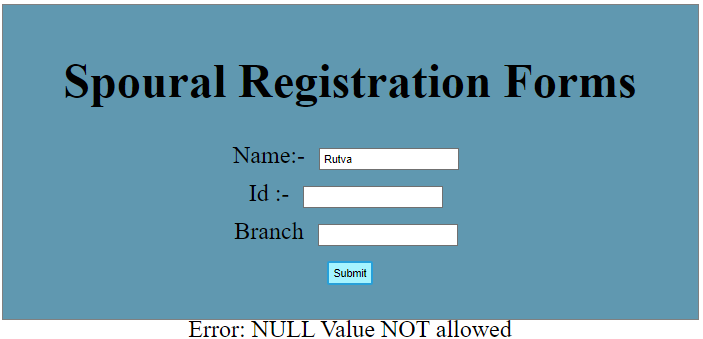 Spoural Registration Forms
Name:- Rutva
Id :-
Branch
Submit
Error: NULL Value NOT allowed